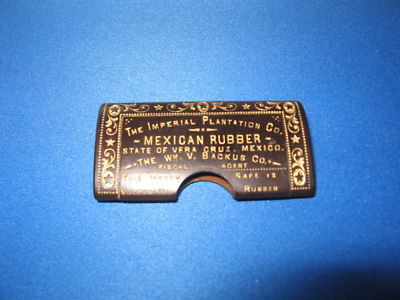 The Imperial Plantation Co.
MEXICAN RUBBER
STATE OF VERA CRUZ, MEXICO.
The Wm. V. Backus Co.
FISCAL AGENT
This Match Safe is
Rubber